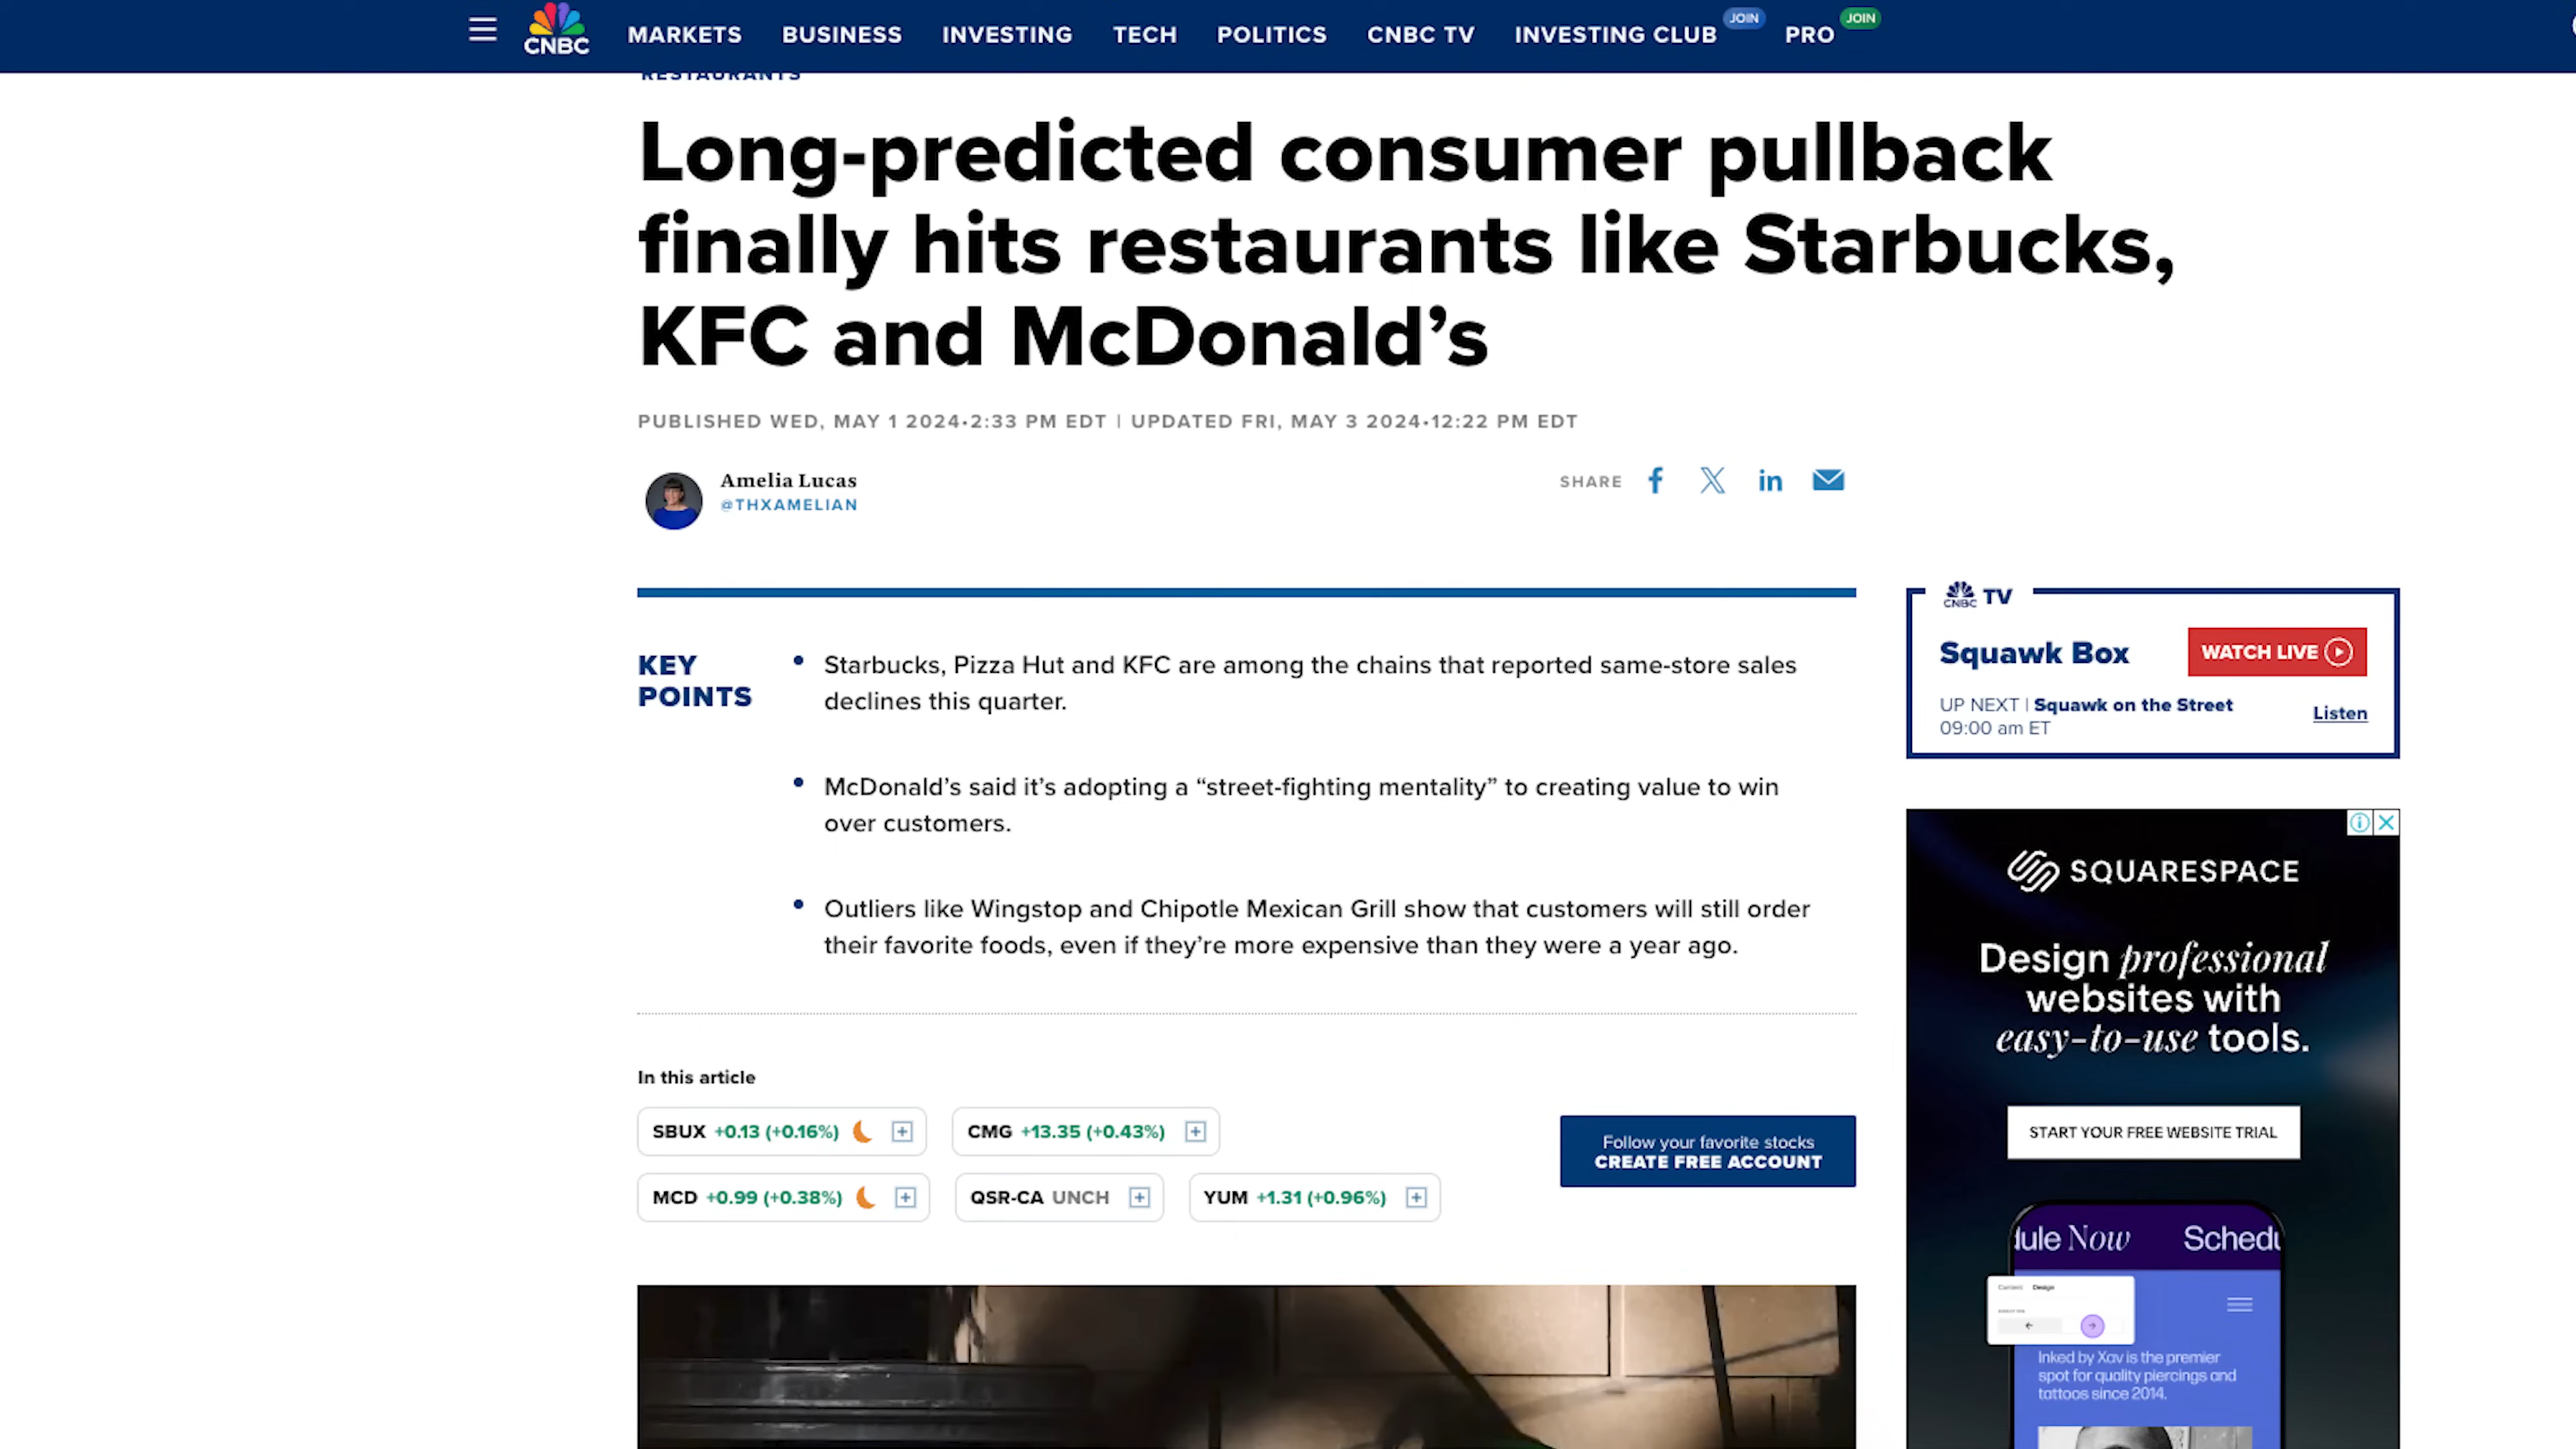 CNBC
MARKETS
BUSINESS
INVESTING
TECH
POLITICS
CNBC TV
INVESTING CLUB
JOIN
PRO
JOIN
RESTAURANTS
Long-predicted consumer pullback
finally hits restaurants like Starbucks,
KFC and McDonald’s
PUBLISHED WED, MAY 1 2024•2:33 PM EDT | UPDATED FRI, MAY 3 2024•12:22 PM EDT
Amelia Lucas
@THXAMELIAN
SHARE
KEY
POINTS
• Starbucks, Pizza Hut and KFC are among the chains that reported same-store sales
declines this quarter.
• McDonald’s said it’s adopting a “street-fighting mentality” to creating value to win
over customers.
• Outliers like Wingstop and Chipotle Mexican Grill show that customers will still order
their favorite foods, even if they’re more expensive than they were a year ago.
In this article
SBUX +0.13 (+0.16%)
CMG +13.35 (+0.43%)
MCD +0.99 (+0.38%)
QSR-CA UNCH
YUM +1.31 (+0.96%)
Follow your favorite stocks
CREATE FREE ACCOUNT
CNBC TV
Squawk Box
WATCH LIVE
UP NEXT | Squawk on the Street
09:00 am ET
Listen
SQUARESPACE
Design professional
websites with
easy-to-use tools.
START YOUR FREE WEBSITE TRIAL
dule Now Schedu
Content Design
Inked by Xav is the premier
spot for quality piercings and
tattoos since 2014.